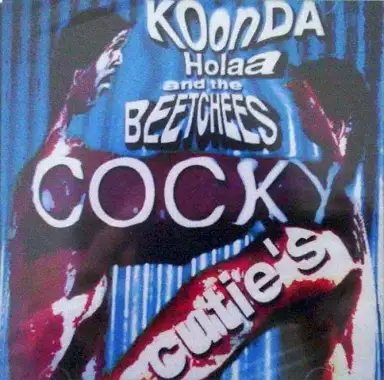 KOonDA
Holaa
and the
BEETCHEES
COCKY
cutie's